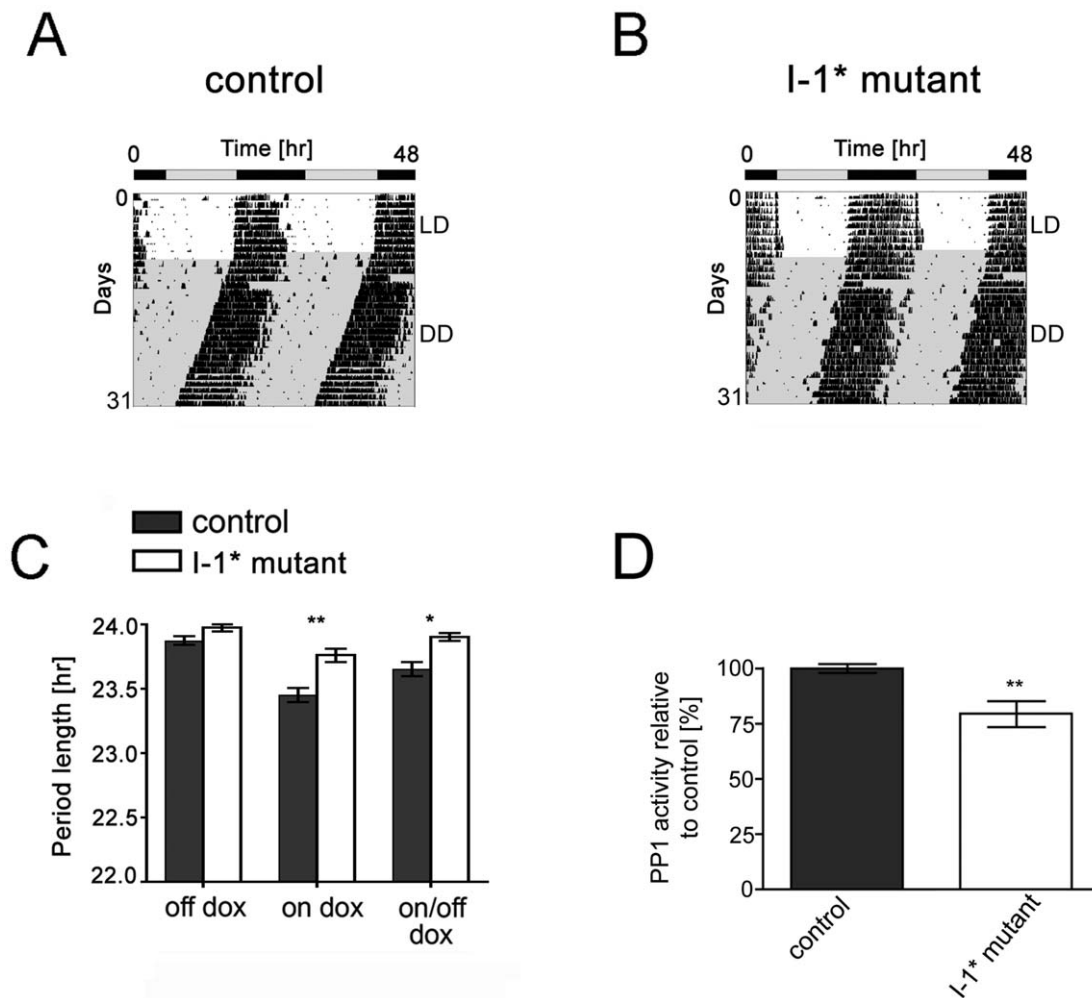 A
control
0
Time [hr]
48
0
Days
31
LD
DD
B
I-1* mutant
0
Time [hr]
48
0
Days
31
LD
DD
C
control
I-1* mutant
Period length [hr]
24.0
23.5
23.0
22.5
22.0
**
*
off dox
on dox
on/off
dox
D
PP1 activity relative
to control [%]
100
75
50
25
0
**
control
I-1* mutant